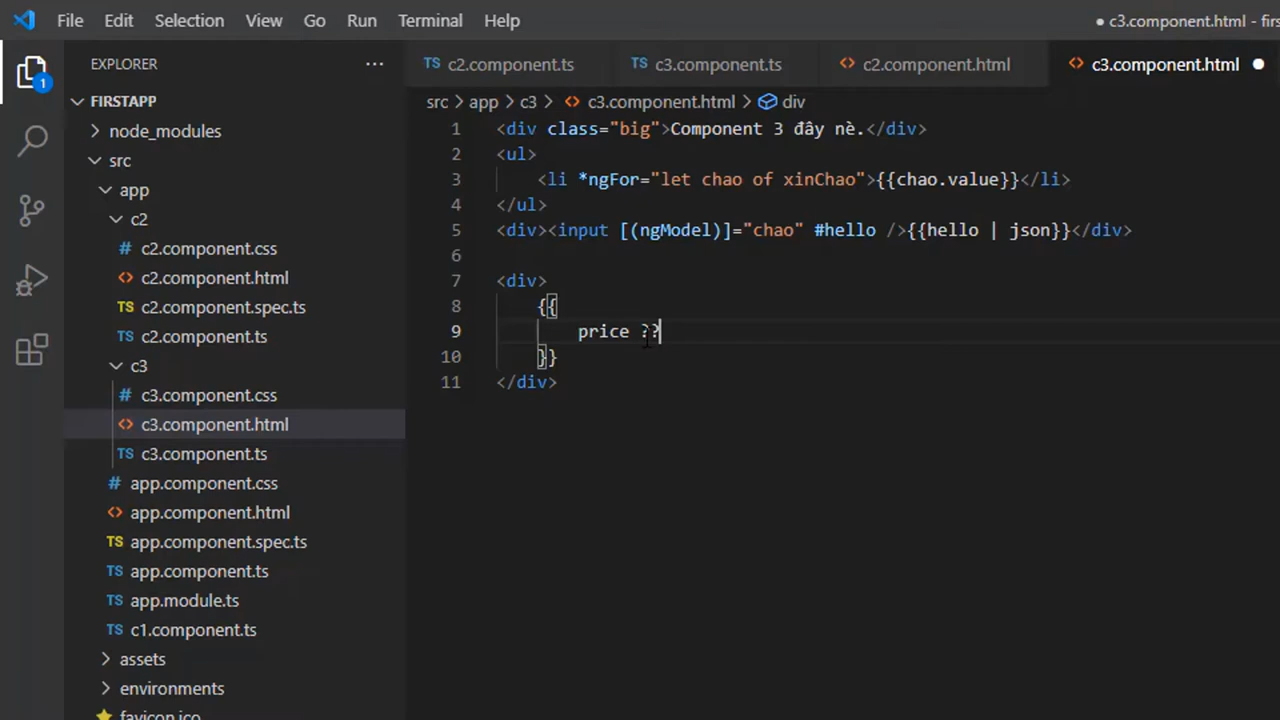 File Edit Selection View Go Run Terminal Help ● c3.component.html - firs
EXPLORER ···
TS c2.component.ts TS c3.component.ts <> c2.component.html <> c3.component.html ●
1
FIRSTAPP
src > app > c3 > <> c3.component.html > div
node_modules
src
app
c2
# c2.component.css
<> c2.component.html
TS c2.component.spec.ts
TS c2.component.ts
c3
# c3.component.css
<> c3.component.html
TS c3.component.ts
# app.component.css
<> app.component.html
TS app.component.spec.ts
TS app.component.ts
TS app.module.ts
TS c1.component.ts
assets
environments
favicon.ico
1 <div class="big">Component 3 đây nè.</div>
2 <ul>
3 <li *ngFor="let chao of xinChao">{{chao.value}}</li>
4 </ul>
5 <div><input [(ngModel)]="chao" #hello />{{hello | json}}</div>
6
7 <div>
8 {{
9 price ??
10 }}
11 </div>